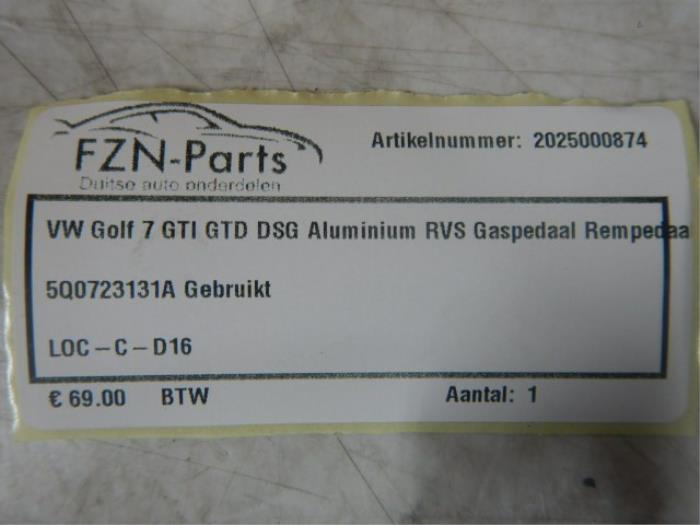 FZN-Parts
Duitse auto onderdelen
Artikelnummer: 2025000874
VW Golf 7 GTI GTD DSG Aluminium RVS Gaspedaal Rempedaa
5Q0723131A Gebruikt
LOC-C-D16
€ 69.00 BTW Aantal: 1